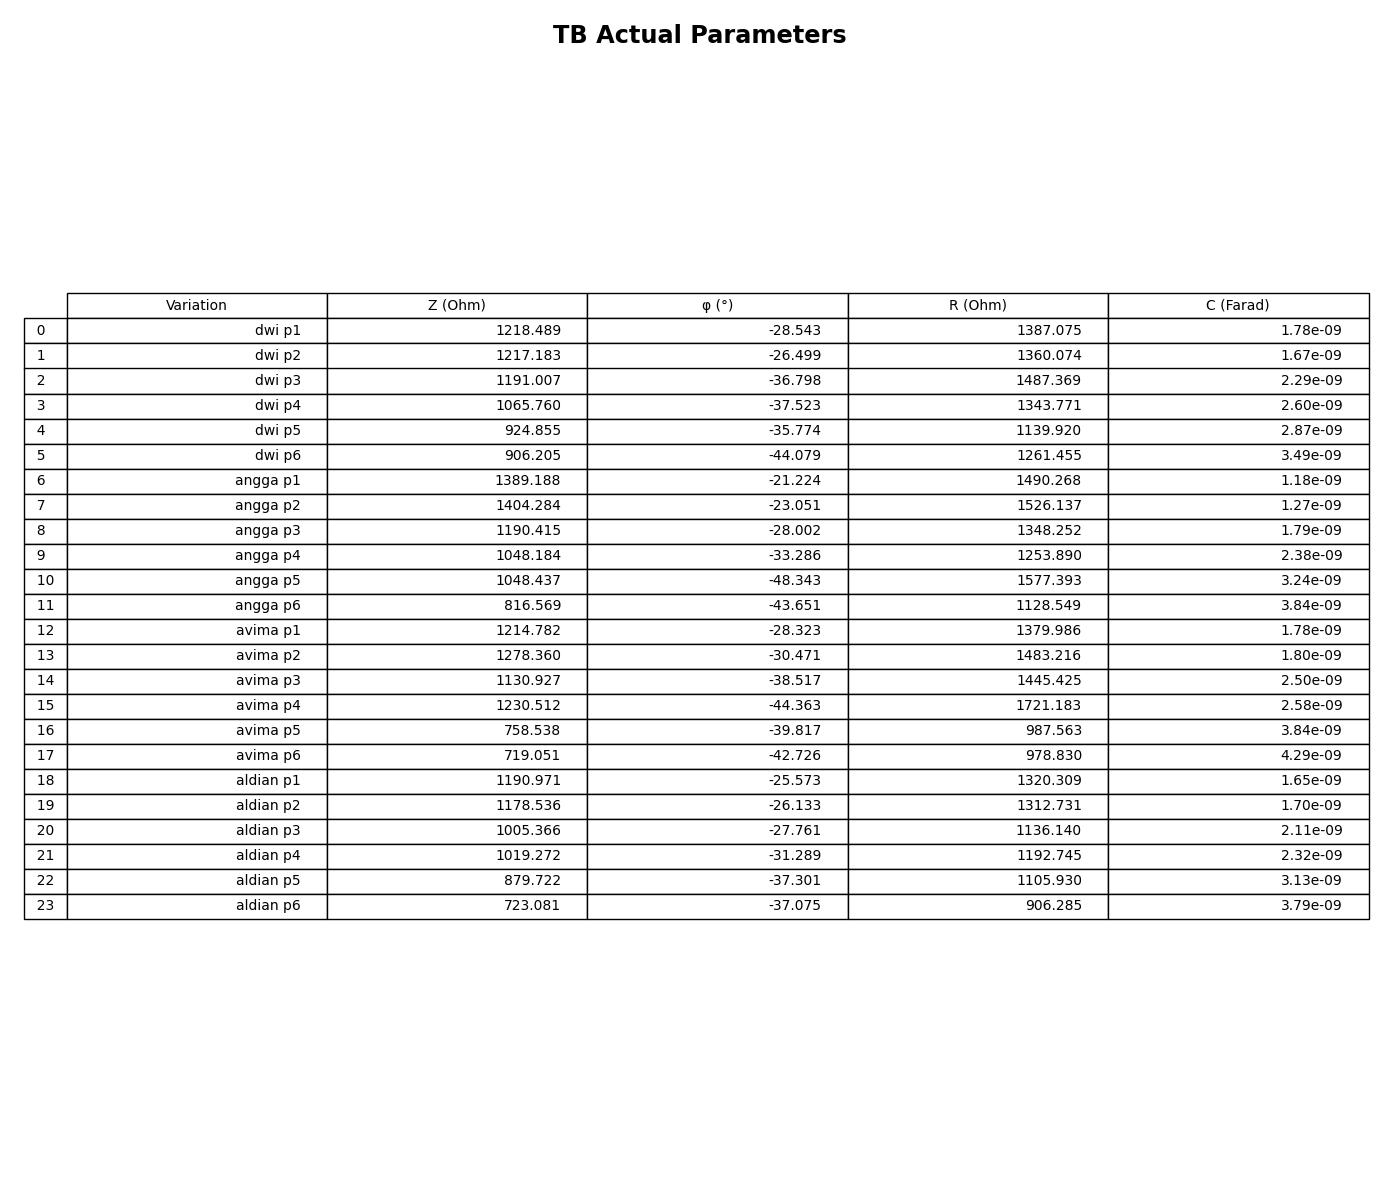 TB Actual Parameters
Variation Z (Ohm) φ (°) R (Ohm) C (Farad)
0 dwi p1 1218.489 -28.543 1387.075 1.78e-09
1 dwi p2 1217.183 -26.499 1360.074 1.67e-09
2 dwi p3 1191.007 -36.798 1487.369 2.29e-09
3 dwi p4 1065.760 -37.523 1343.771 2.60e-09
4 dwi p5 924.855 -35.774 1139.920 2.87e-09
5 dwi p6 906.205 -44.079 1261.455 3.49e-09
6 angga p1 1389.188 -21.224 1490.268 1.18e-09
7 angga p2 1404.284 -23.051 1526.137 1.27e-09
8 angga p3 1190.415 -28.002 1348.252 1.79e-09
9 angga p4 1048.184 -33.286 1253.890 2.38e-09
10 angga p5 1048.437 -48.343 1577.393 3.24e-09
11 angga p6 816.569 -43.651 1128.549 3.84e-09
12 avima p1 1214.782 -28.323 1379.986 1.78e-09
13 avima p2 1278.360 -30.471 1483.216 1.80e-09
14 avima p3 1130.927 -38.517 1445.425 2.50e-09
15 avima p4 1230.512 -44.363 1721.183 2.58e-09
16 avima p5 758.538 -39.817 987.563 3.84e-09
17 avima p6 719.051 -42.726 978.830 4.29e-09
18 aldian p1 1190.971 -25.573 1320.309 1.65e-09
19 aldian p2 1178.536 -26.133 1312.731 1.70e-09
20 aldian p3 1005.366 -27.761 1136.140 2.11e-09
21 aldian p4 1019.272 -31.289 1192.745 2.32e-09
22 aldian p5 879.722 -37.301 1105.930 3.13e-09
23 aldian p6 723.081 -37.075 906.285 3.79e-09